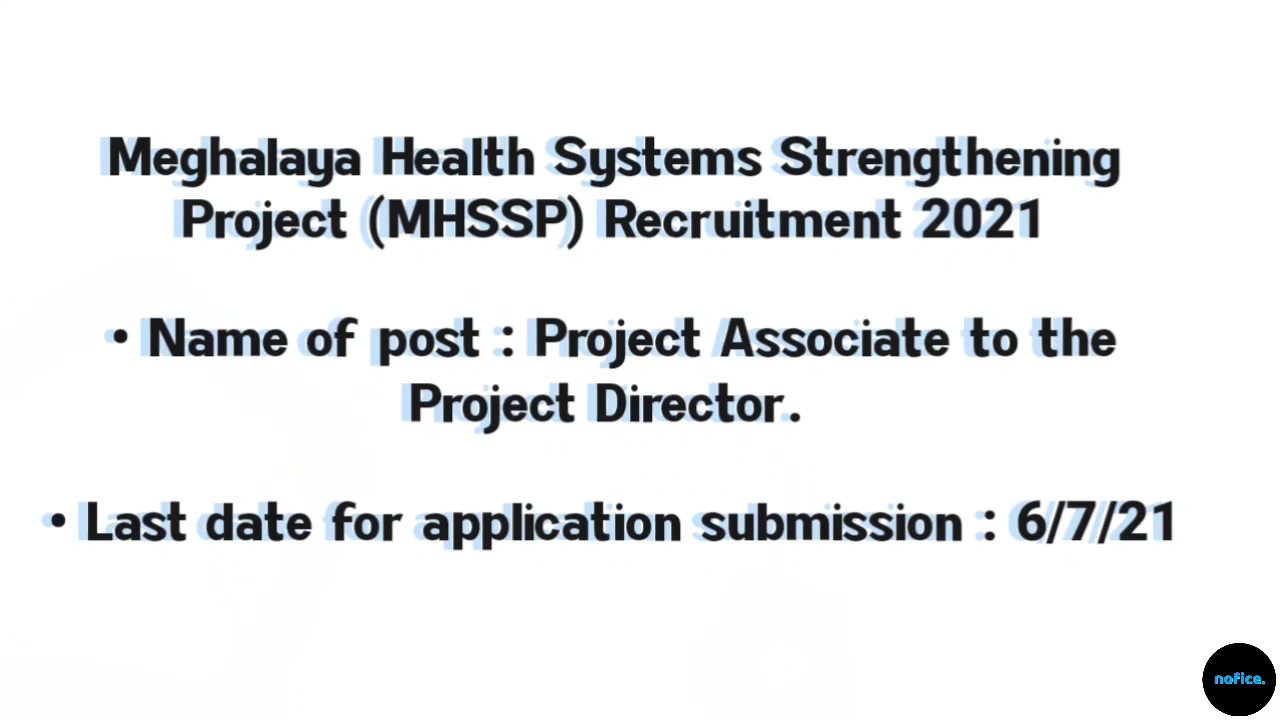 Meghalaya Health Systems Strengthening
Project (MHSSP) Recruitment 2021
• Name of post : Project Associate to the
Project Director.
• Last date for application submission : 6/7/21
nofice.